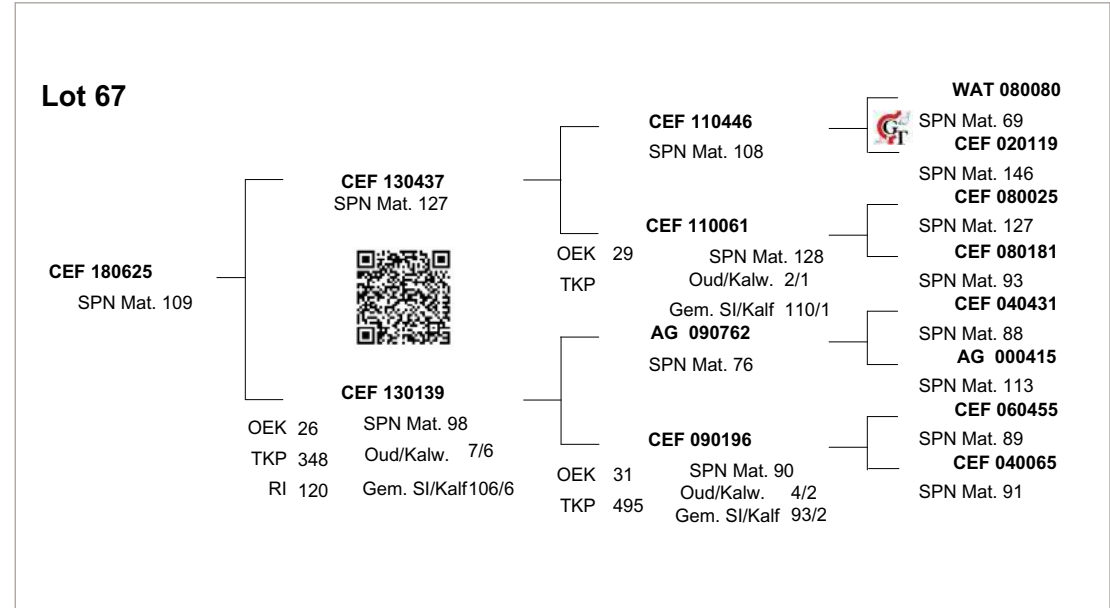 Lot 67
CEF 180625
SPN Mat. 109
CEF 130437
SPN Mat. 127
CEF 130139
OEK 26 SPN Mat. 98
TKP 348 Oud/Kalw. 7/6
RI 120 Gem. SI/Kalf 106/6
CEF 110446
SPN Mat. 108
CEF 110061
OEK 29 SPN Mat. 128
TKP Oud/Kalw. 2/1
Gem. SI/Kalf 110/1
AG 090762
SPN Mat. 76
CEF 090196
OEK 31 SPN Mat. 90
TKP 495 Oud/Kalw. 4/2
Gem. SI/Kalf 93/2
GT
WAT 080080
SPN Mat. 69
CEF 020119
SPN Mat. 146
CEF 080025
SPN Mat. 127
CEF 080181
SPN Mat. 93
CEF 040431
SPN Mat. 88
AG 000415
SPN Mat. 113
CEF 060455
SPN Mat. 89
CEF 040065
SPN Mat. 91